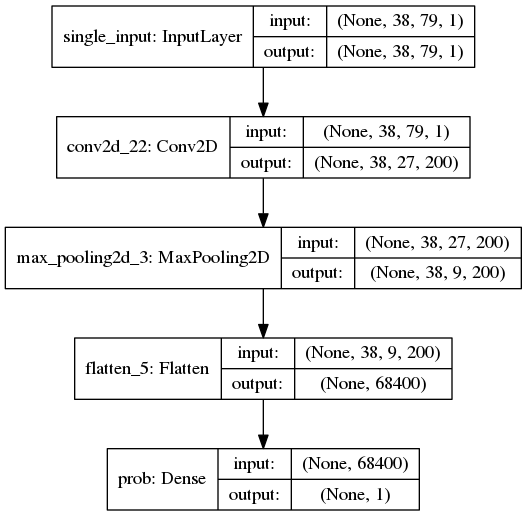 single_input: InputLayer
input: (None, 38, 79, 1)
output: (None, 38, 79, 1)
conv2d_22: Conv2D
input: (None, 38, 79, 1)
output: (None, 38, 27, 200)
max_pooling2d_3: MaxPooling2D
input: (None, 38, 27, 200)
output: (None, 38, 9, 200)
flatten_5: Flatten
input: (None, 38, 9, 200)
output: (None, 68400)
prob: Dense
input: (None, 68400)
output: (None, 1)